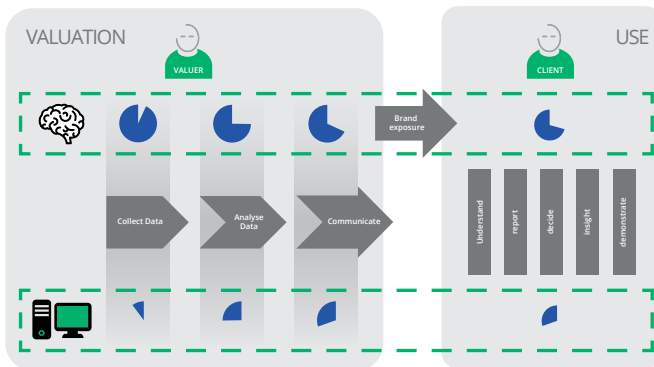 VALUATION
USE
VALUER
CLIENT
Brand
exposure
Collect Data
Analyse
Data
Communicate
Understand
report
decide
insight
demonstrate